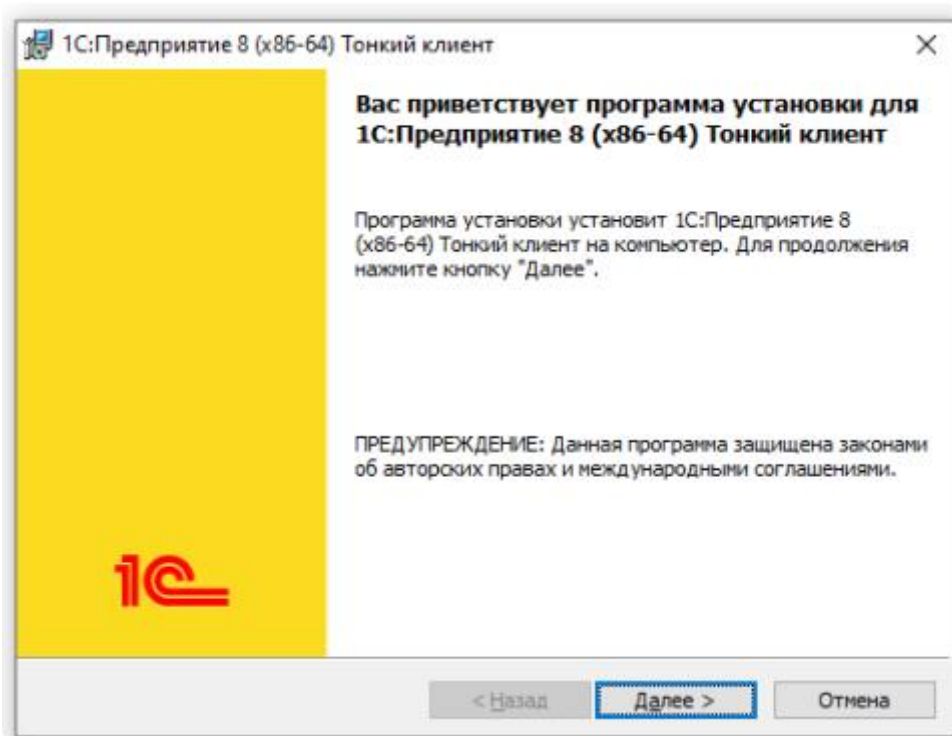 1С:Предприятие 8 (x86-64) Тонкий клиент
Вас приветствует программа установки для
1С:Предприятие 8 (x86-64) Тонкий клиент
Программа установки установит 1С:Предприятие 8
(x86-64) Тонкий клиент на компьютер. Для продолжения
нажмите кнопку "Далее".
ПРЕДУПРЕЖДЕНИЕ: Данная программа защищена законами
об авторских правах и международными соглашениями.
1С
< Назад
Далее >
Отмена